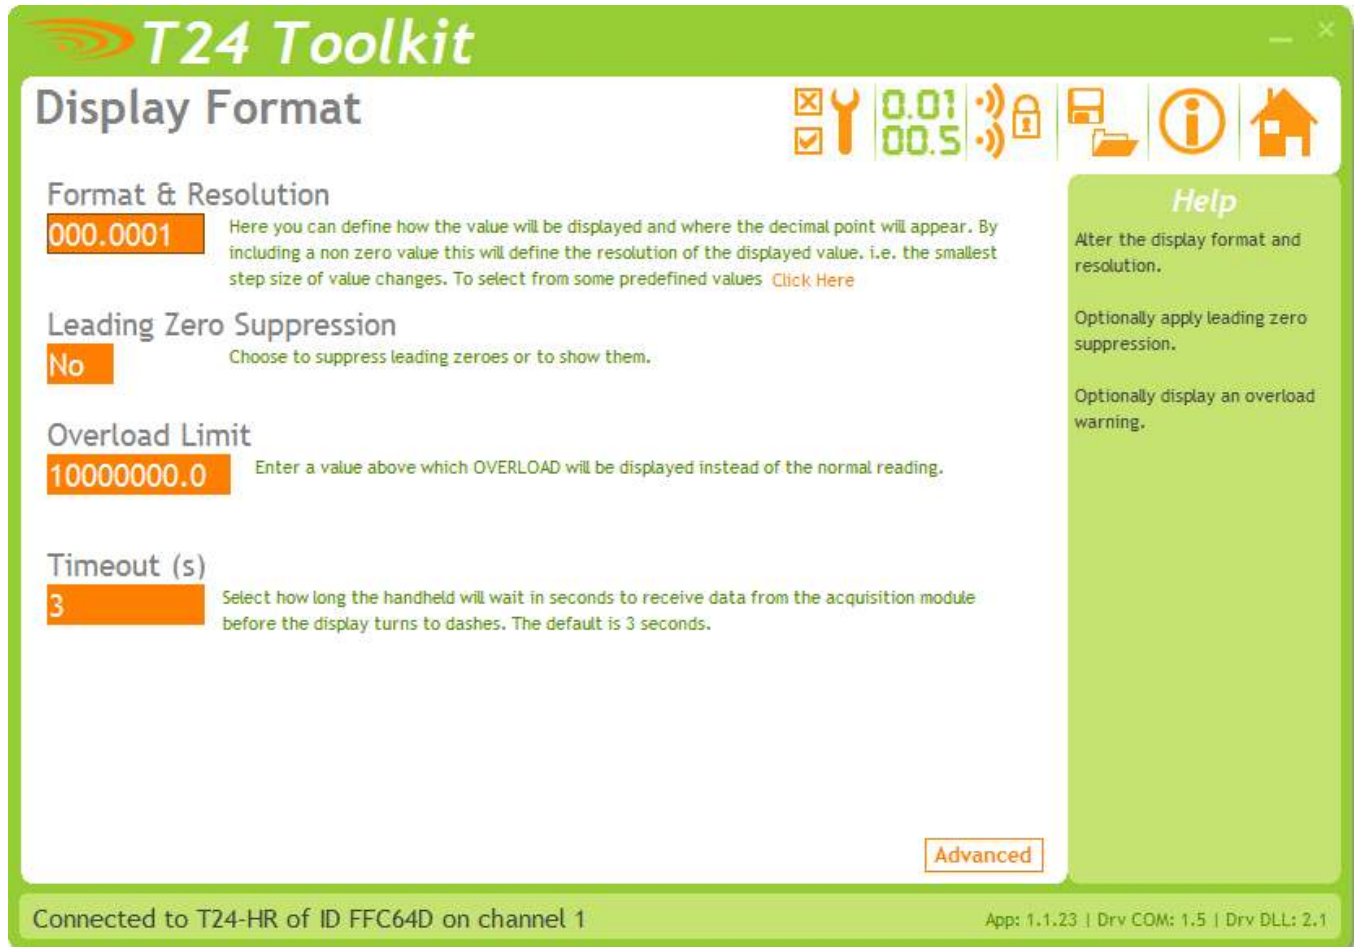 T24 Toolkit
Display Format
0.01
00.5
Format & Resolution
000.0001
Here you can define how the value will be displayed and where the decimal point will appear. By
including a non zero value this will define the resolution of the displayed value. i.e. the smallest
step size of value changes. To select from some predefined values Click Here
Leading Zero Suppression
No
Choose to suppress leading zeroes or to show them.
Overload Limit
10000000.0
Enter a value above which OVERLOAD will be displayed instead of the normal reading.
Timeout (s)
3
Select how long the handheld will wait in seconds to receive data from the acquisition module
before the display turns to dashes. The default is 3 seconds.
Advanced
Help
Alter the display format and
resolution.
Optionally apply leading zero
suppression.
Optionally display an overload
warning.
Connected to T24-HR of ID FFC64D on channel 1
App: 1.1.23 | Drv COM: 1.5 | Drv DLL: 2.1